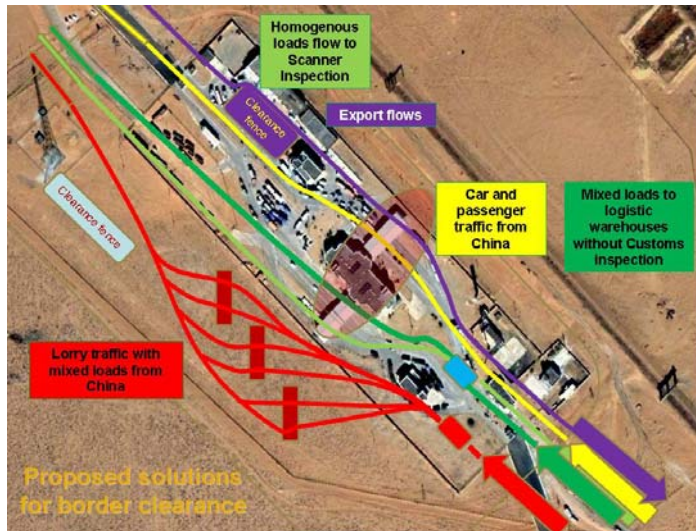 Homogenous
loads flow to
Scanner
Inspection
Clearance
fence
Export flows
Clearance fence
Car and
passenger
traffic from
China
Mixed loads to
logistic
warehouses
without Customs
inspection
Lorry traffic with
mixed loads from
China
Proposed solutions
for border clearance